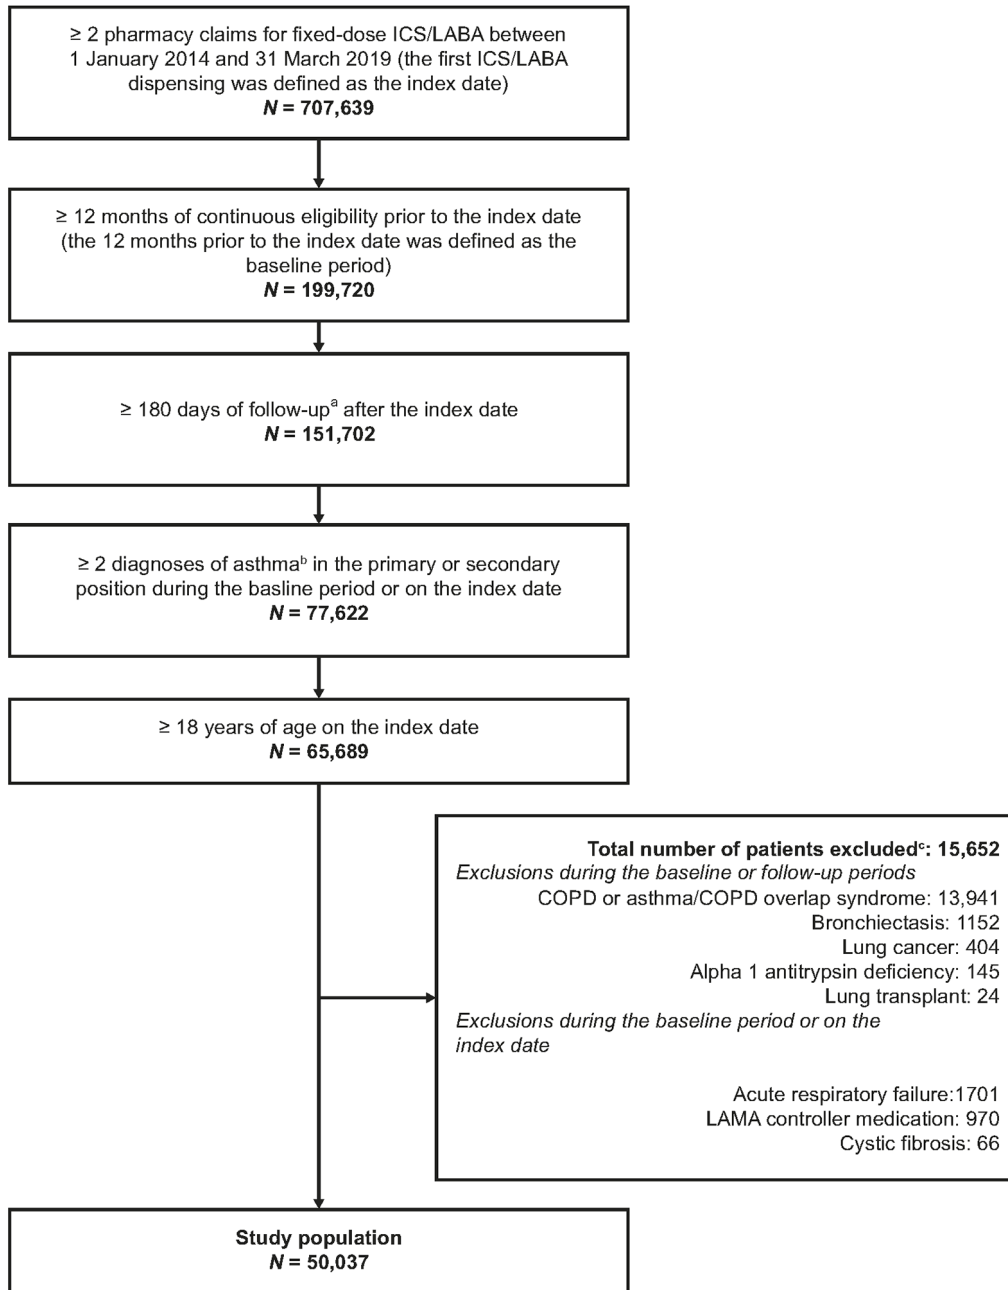 ≥ 2 pharmacy claims for fixed-dose ICS/LABA between
1 January 2014 and 31 March 2019 (the first ICS/LABA
dispensing was defined as the index date)
N = 707,639
≥ 12 months of continuous eligibility prior to the index date
(the 12 months prior to the index date was defined as the
baseline period)
N = 199,720
≥ 180 days of follow-upᵃ after the index date
N = 151,702
≥ 2 diagnoses of asthmaᵇ in the primary or secondary
position during the basline period or on the index date
N = 77,622
≥ 18 years of age on the index date
N = 65,689
Total number of patients excludedᶜ: 15,652
Exclusions during the baseline or follow-up periods
COPD or asthma/COPD overlap syndrome: 13,941
Bronchiectasis: 1152
Lung cancer: 404
Alpha 1 antitrypsin deficiency: 145
Lung transplant: 24
Exclusions during the baseline period or on the
index date
Acute respiratory failure:1701
LAMA controller medication: 970
Cystic fibrosis: 66
Study population
N = 50,037